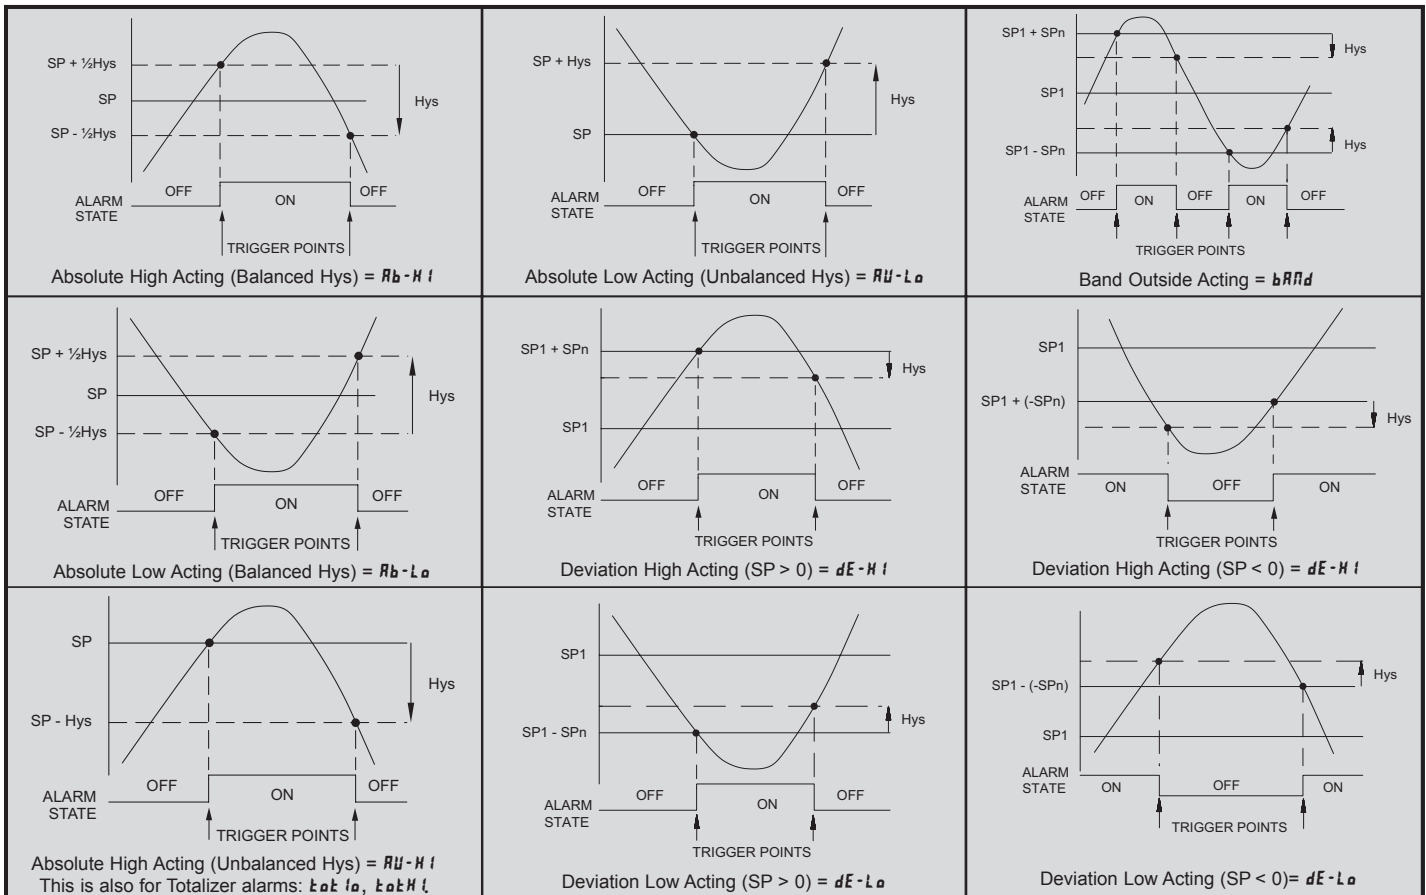 SP + ½Hys
SP
SP - ½Hys
Hys
OFF
ON
OFF
ALARM
STATE
TRIGGER POINTS
Absolute High Acting (Balanced Hys) = Ab-HI
SP + Hys
SP
Hys
OFF
ON
OFF
ALARM
STATE
TRIGGER POINTS
Absolute Low Acting (Unbalanced Hys) = AU-Lo
SP1 + SPn
Hys
SP1
SP1 - SPn
Hys
OFF
ON
OFF
ON
OFF
ALARM
STATE
TRIGGER POINTS
Band Outside Acting = bANd
SP + ½Hys
SP
SP - ½Hys
Hys
OFF
ON
OFF
ALARM
STATE
TRIGGER POINTS
Absolute Low Acting (Balanced Hys) = Ab-Lo
SP1 + SPn
Hys
SP1
OFF
ON
OFF
ALARM
STATE
TRIGGER POINTS
Deviation High Acting (SP > 0) = dE-HI
SP1
SP1 + (-SPn)
Hys
ALARM
STATE
ON
OFF
ON
TRIGGER POINTS
Deviation High Acting (SP < 0) = dE-HI
SP
Hys
SP - Hys
OFF
ON
OFF
ALARM
STATE
TRIGGER POINTS
Absolute High Acting (Unbalanced Hys) = AU-HI
This is also for Totalizer alarms: totlo, totHI
SP1
Hys
SP1 - SPn
OFF
ON
OFF
ALARM
STATE
TRIGGER POINTS
Deviation Low Acting (SP > 0) = dE-Lo
Hys
SP1 - (-SPn)
SP1
ALARM
STATE
ON
OFF
ON
TRIGGER POINTS
Deviation Low Acting (SP < 0)= dE-Lo